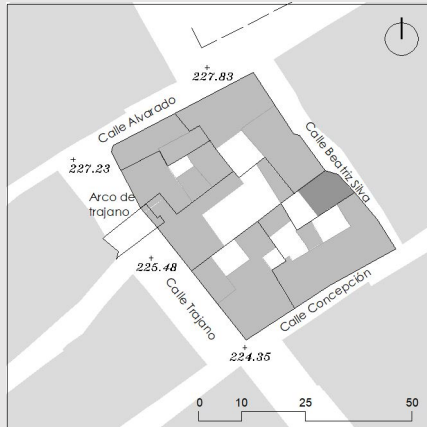 227.83
Calle Alvarado
Calle Beatriz Silva
227.23
Arco de
trajano
225.48
Calle Trajano
Calle Concepción
224.35
0 10 25 50